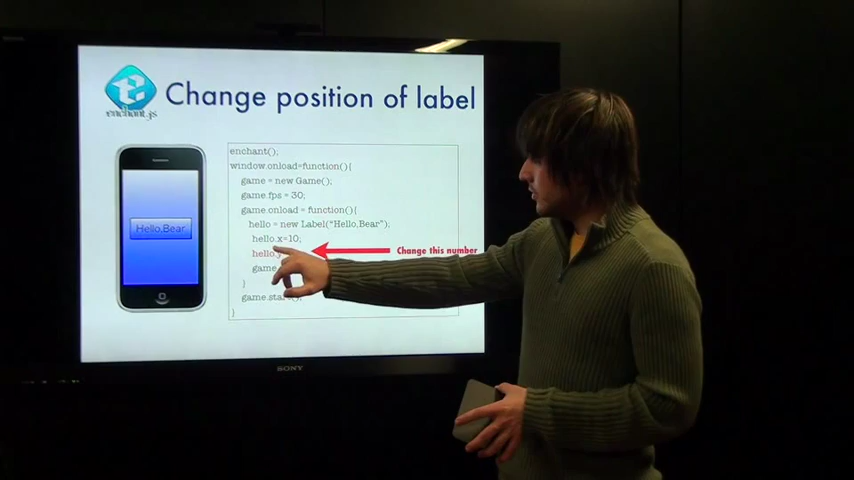 Change position of label
enchant.js
enchant();
window.onload=function(){
game = new Game();
game.fps = 30;
game.onload = function(){
hello = new Label("Hello,Bear");
Hello,Bear
hello.x=10;
Change this number
game
}
}
SONY